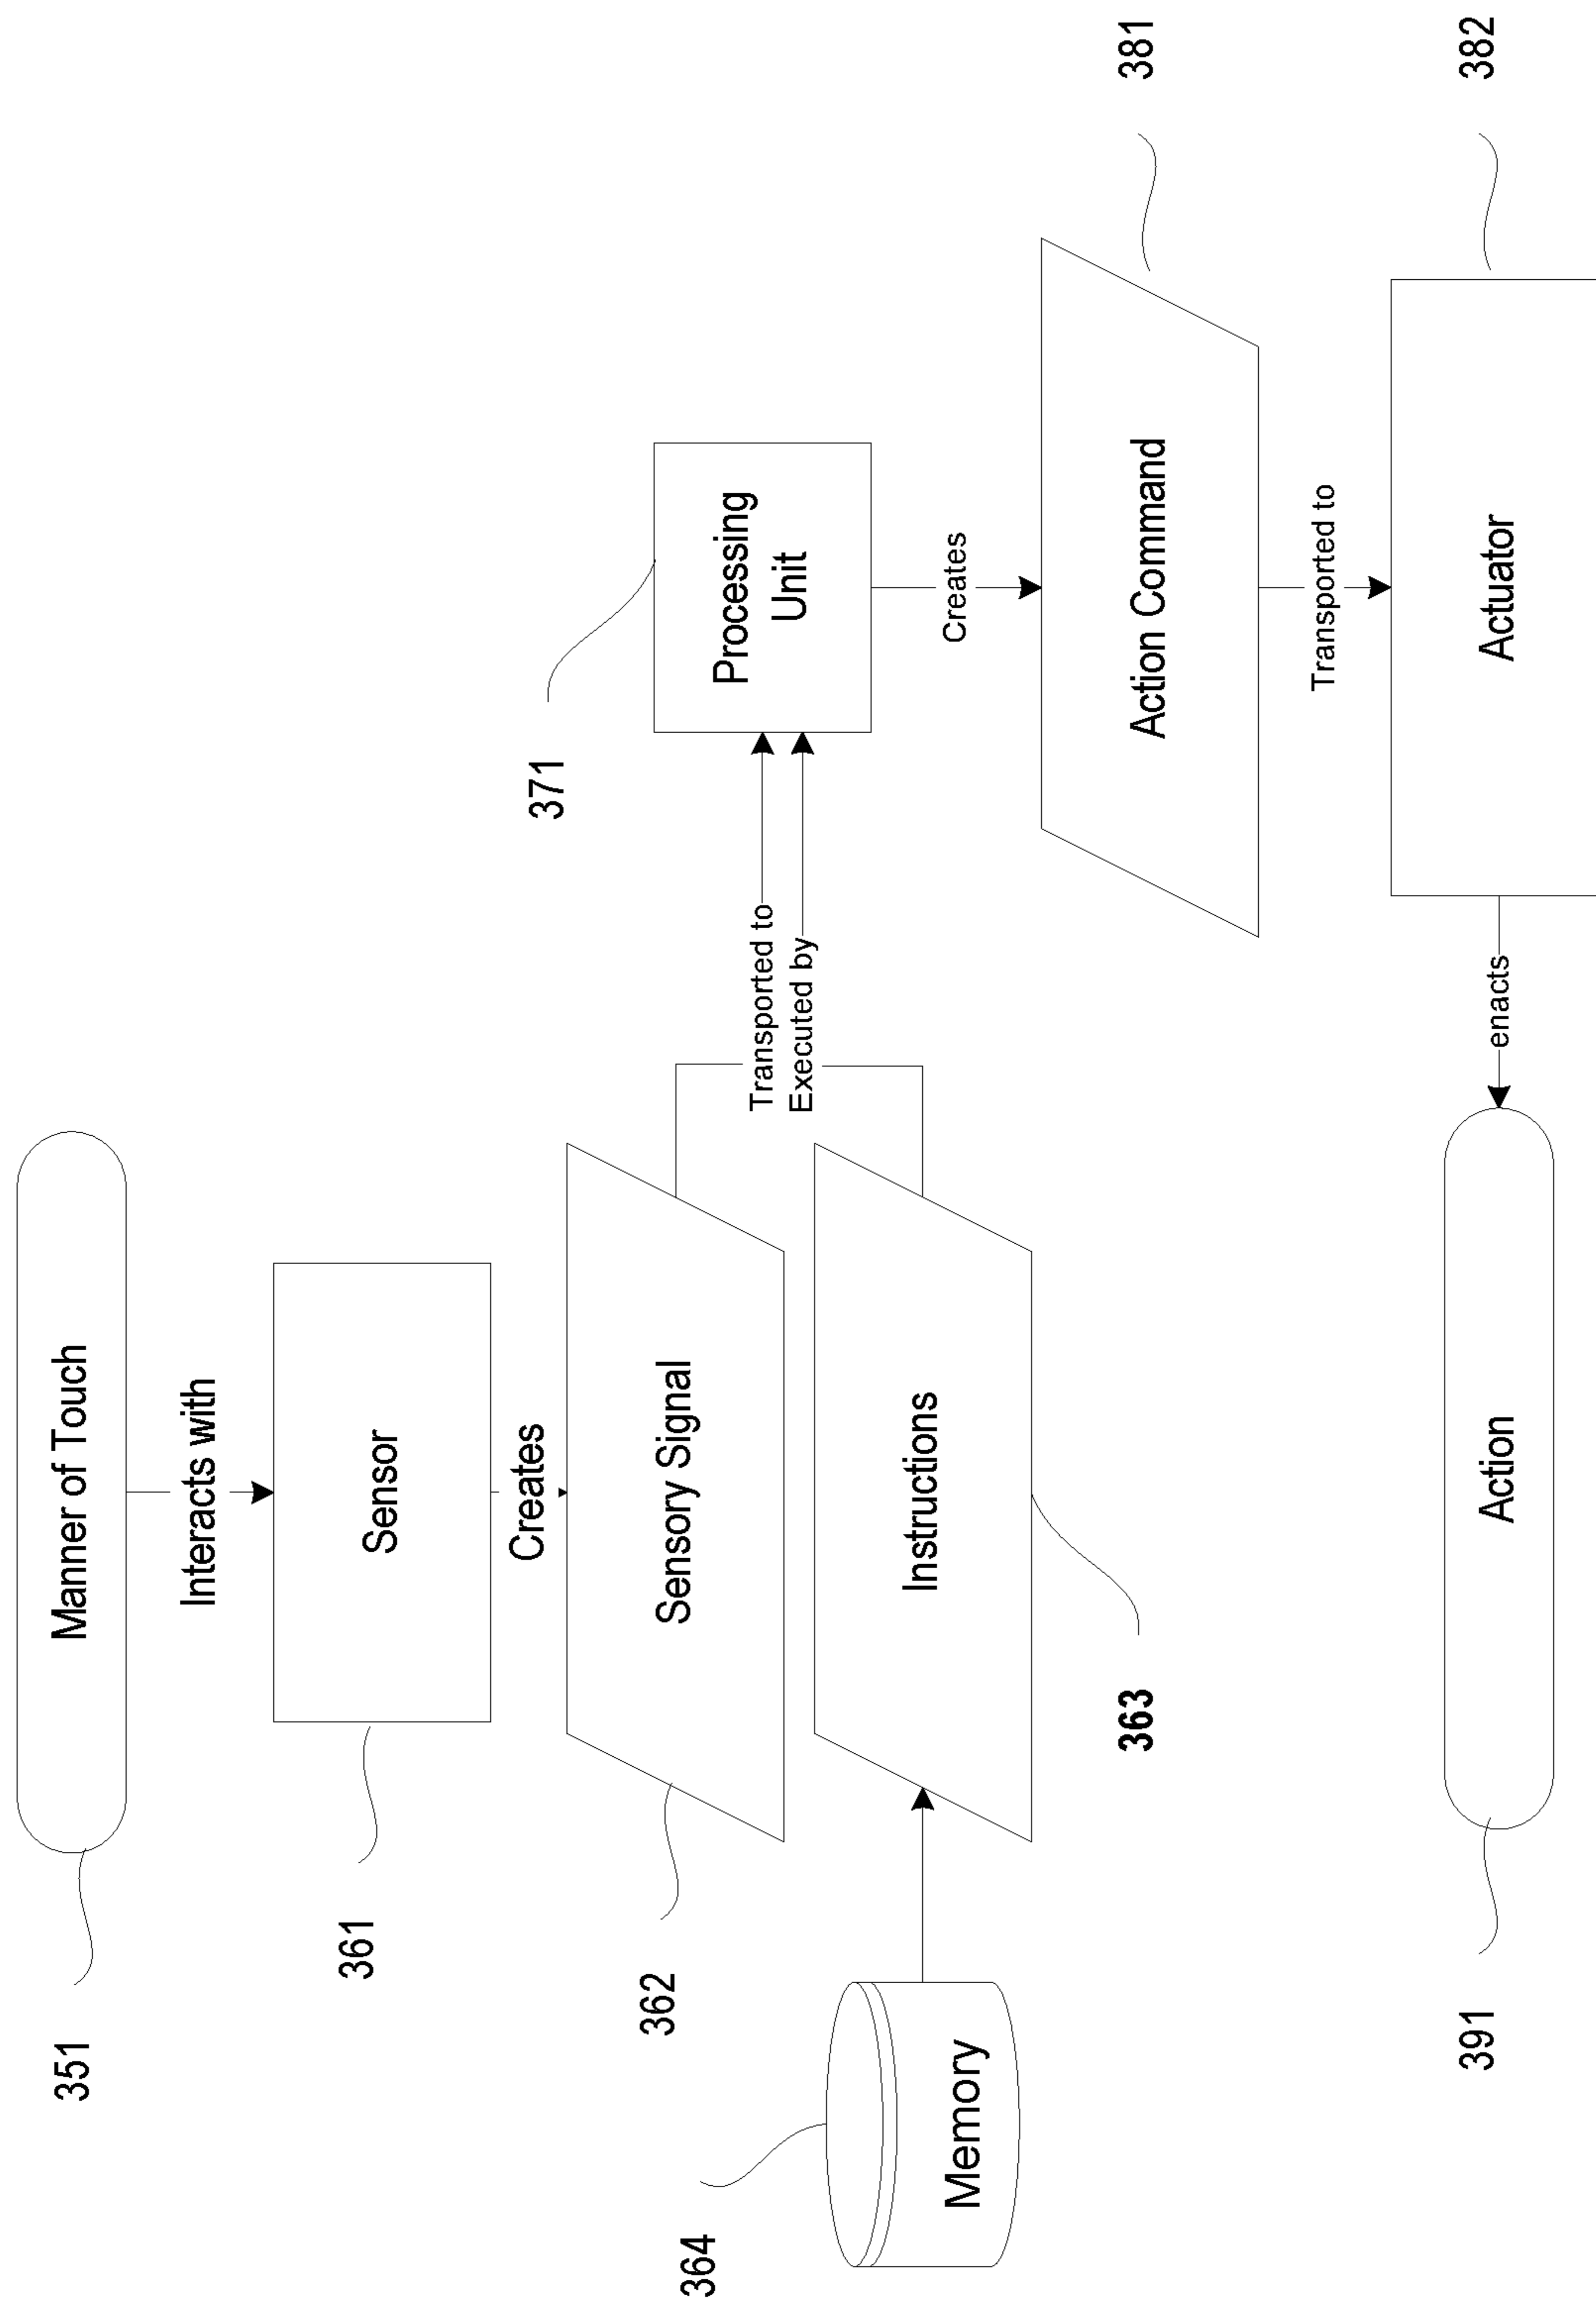 351
Manner of Touch
Interacts with
361
Sensor
Creates
362
Sensory Signal
364
Memory
Instructions
363
Transported to
Executed by
371
Processing
Unit
Creates
Action Command
381
Transported to
Actuator
382
enacts
Action
391